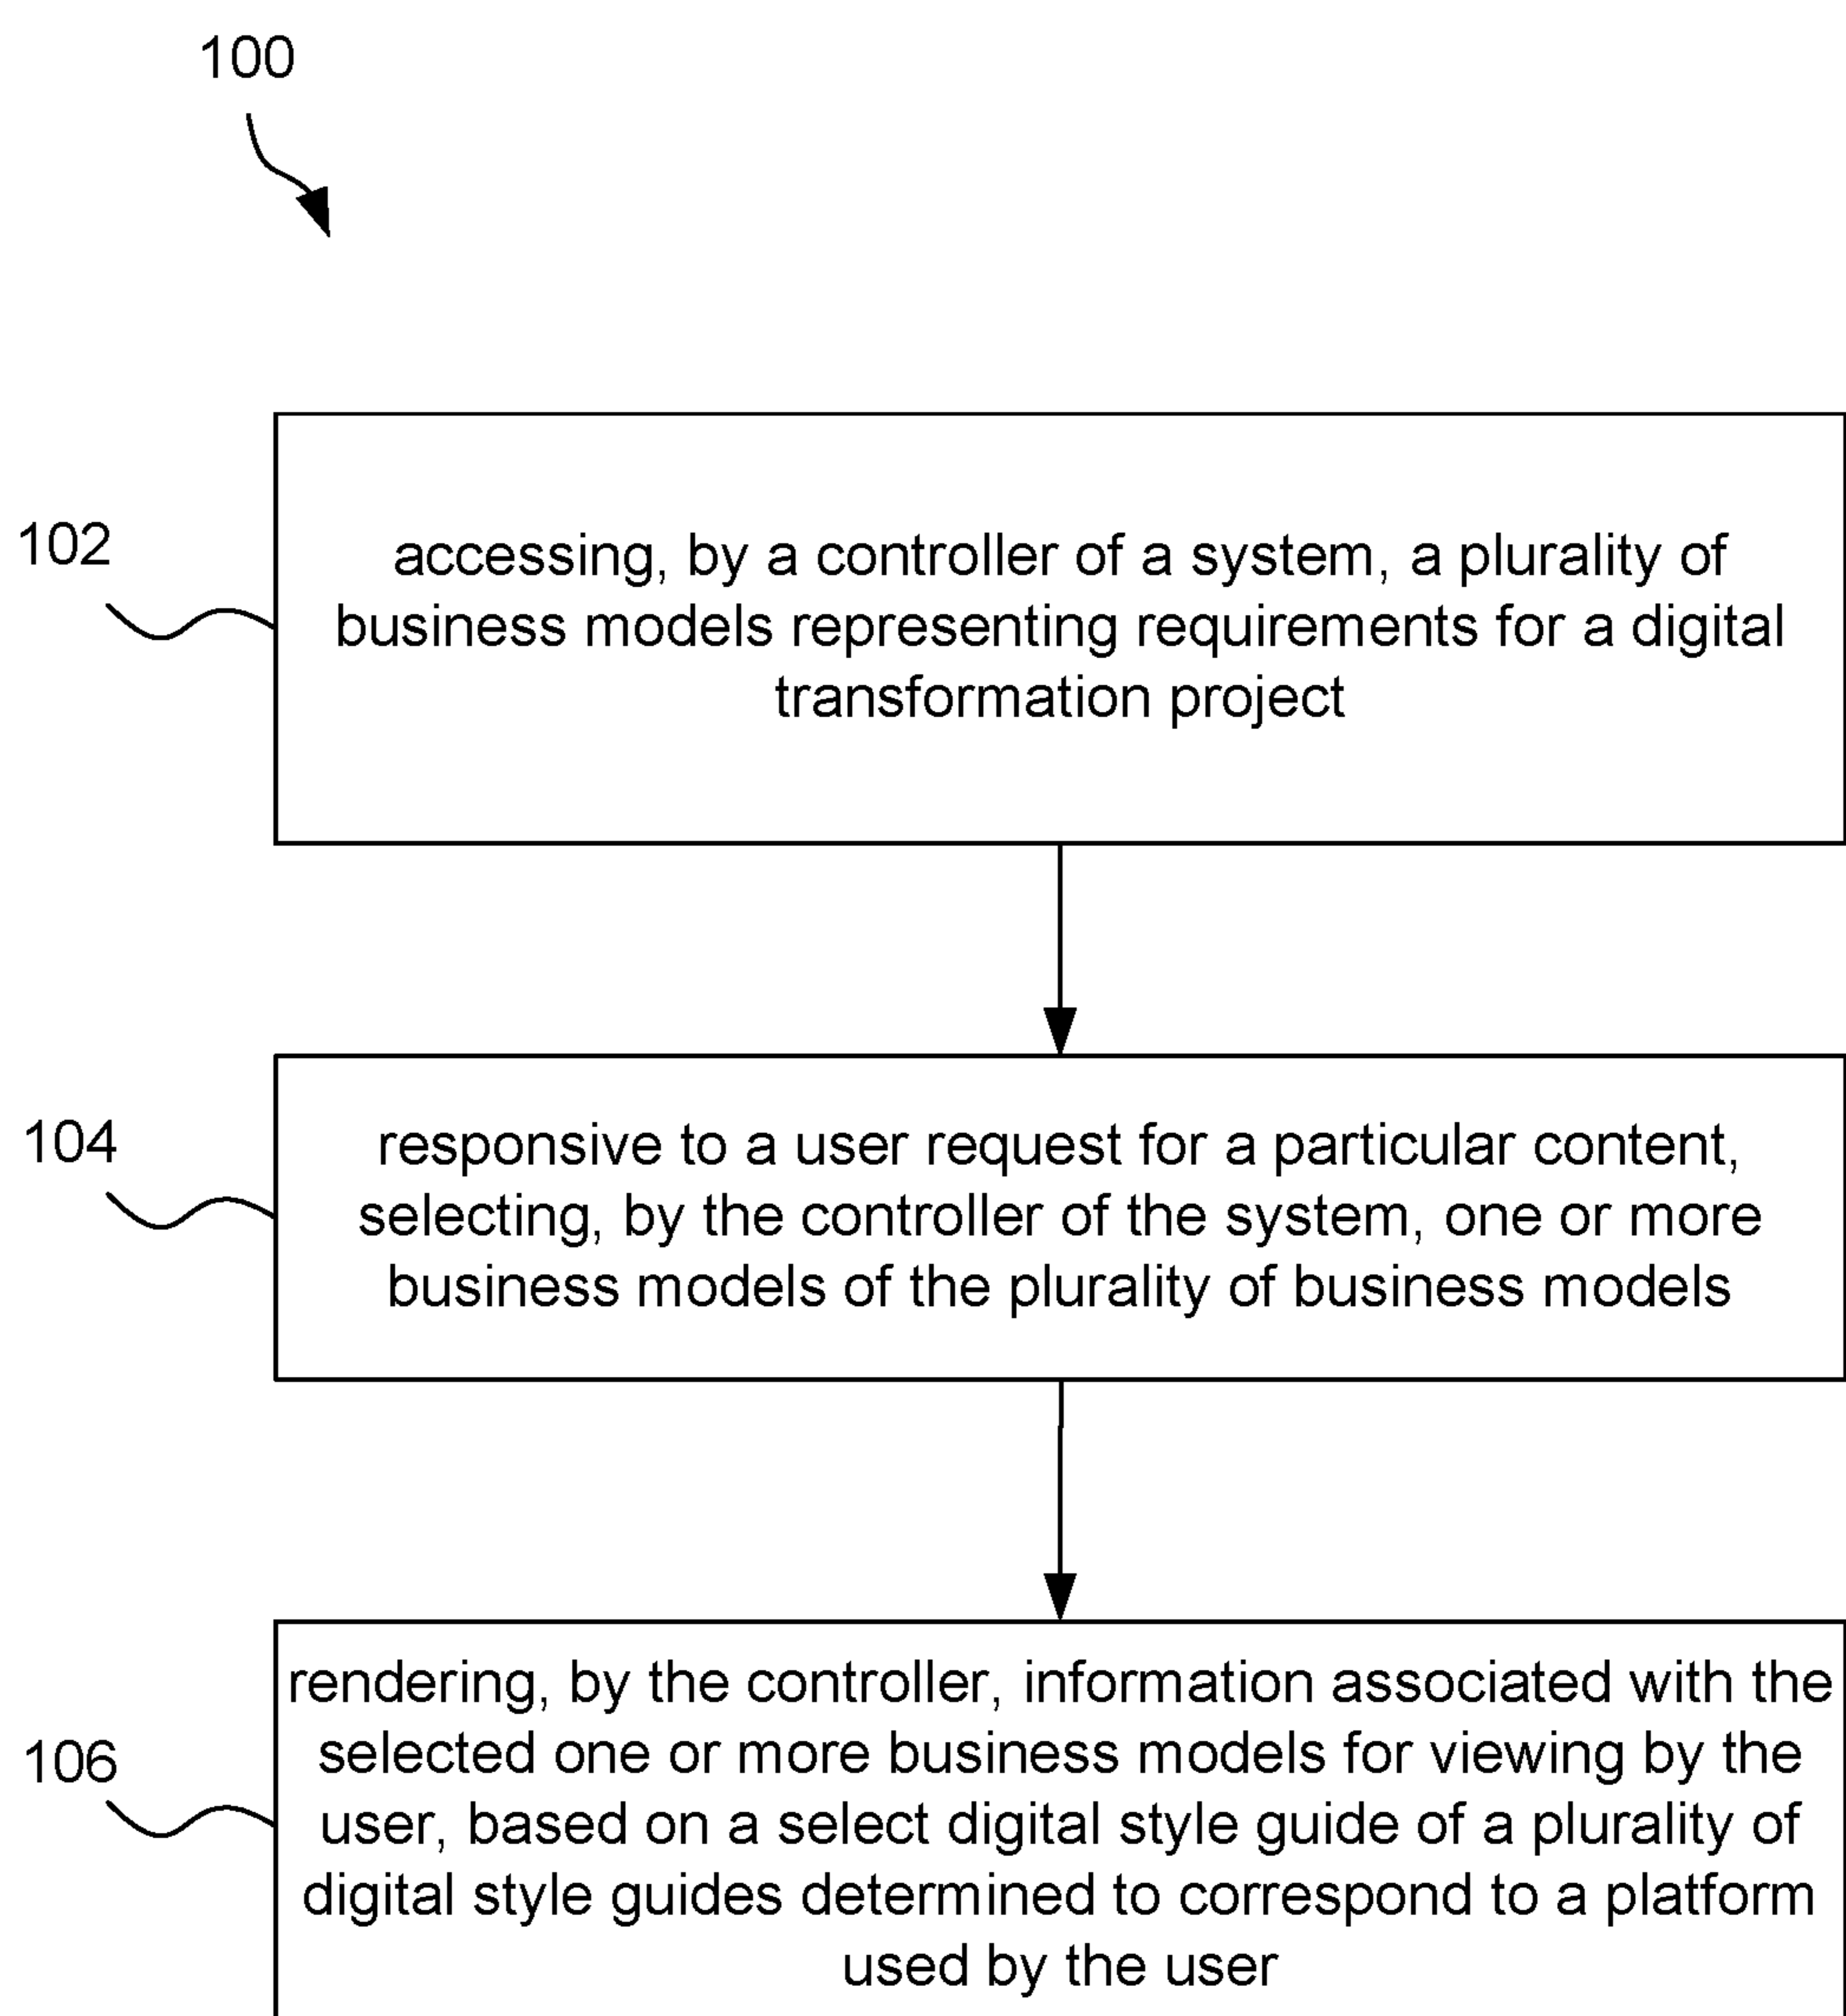 100
102
accessing, by a controller of a system, a plurality of
business models representing requirements for a digital
transformation project
104
responsive to a user request for a particular content,
selecting, by the controller of the system, one or more
business models of the plurality of business models
106
rendering, by the controller, information associated with the
selected one or more business models for viewing by the
user, based on a select digital style guide of a plurality of
digital style guides determined to correspond to a platform
used by the user